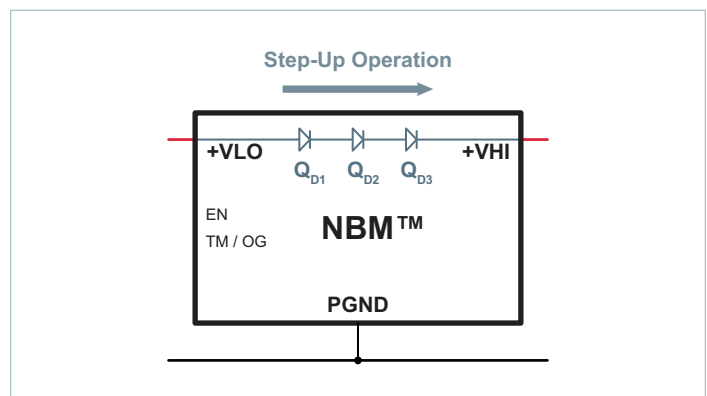 Step-Up Operation
+VLO
+VHI
QD1 QD2 QD3
EN
TM / OG
NBM™
PGND